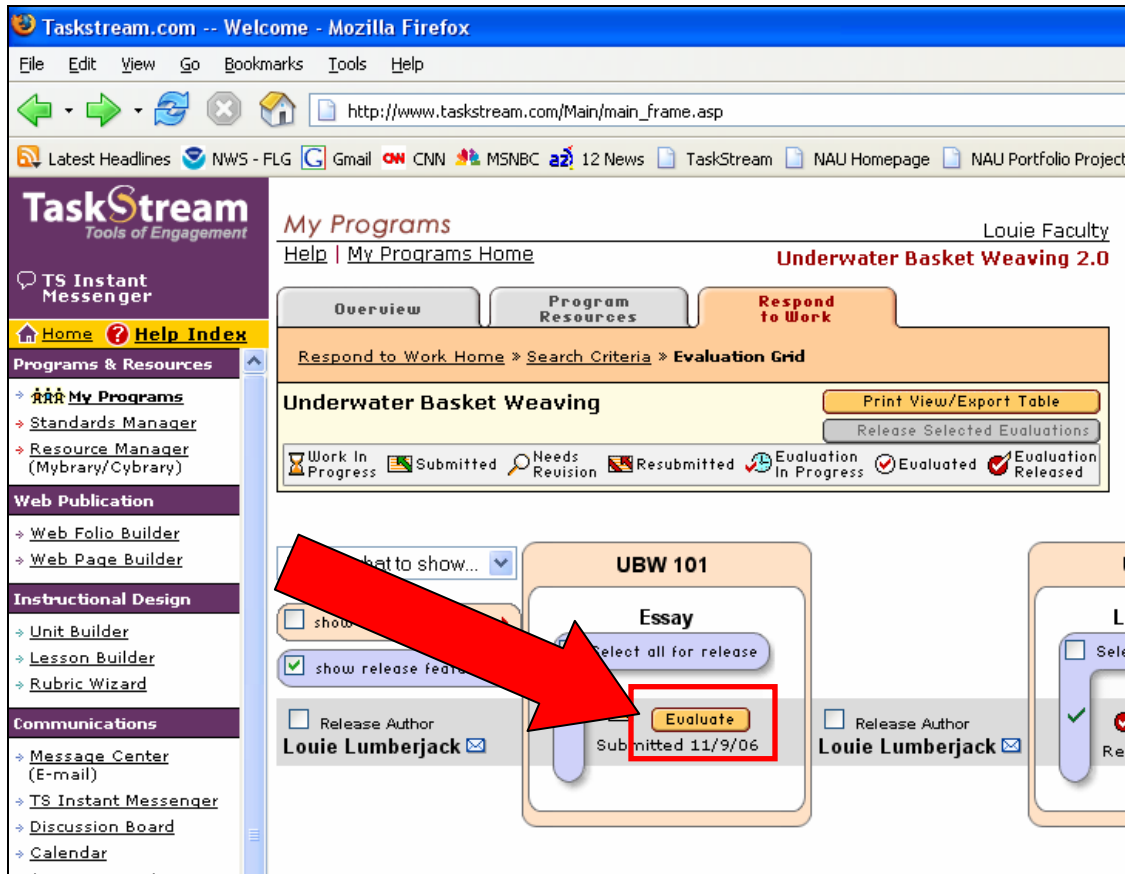 Taskstream.com -- Welcome - Mozilla Firefox
File Edit View Go Bookmarks Tools Help
http://www.taskstream.com/Main/main_frame.asp
Latest Headlines NWS - FLG Gmail CNN MSNBC 12 News TaskStream NAU Homepage NAU Portfolio Project
TaskStream
Tools of Engagement
TS Instant
Messenger
Home Help Index
Programs & Resources
My Programs
Standards Manager
Resource Manager
(Mybrary/Cybrary)
Web Publication
Web Folio Builder
Web Page Builder
Instructional Design
Unit Builder
Lesson Builder
Rubric Wizard
Communications
Message Center
(E-mail)
TS Instant Messenger
Discussion Board
Calendar
My Programs
Louie Faculty
Help | My Programs Home
Underwater Basket Weaving 2.0
Overview
Program
Resources
Respond
to Work
Respond to Work Home » Search Criteria » Evaluation Grid
Underwater Basket Weaving
Print View/Export Table
Release Selected Evaluations
Work In
Progress
Submitted
Needs
Revision
Resubmitted
Evaluation
In Progress
Evaluated
Evaluation
Released
to show...
UBW 101
Essay
show
Select all for release
show release
Release Author
Louie Lumberjack
Evaluate
Submitted 11/9/06
Release Author
Louie Lumberjack